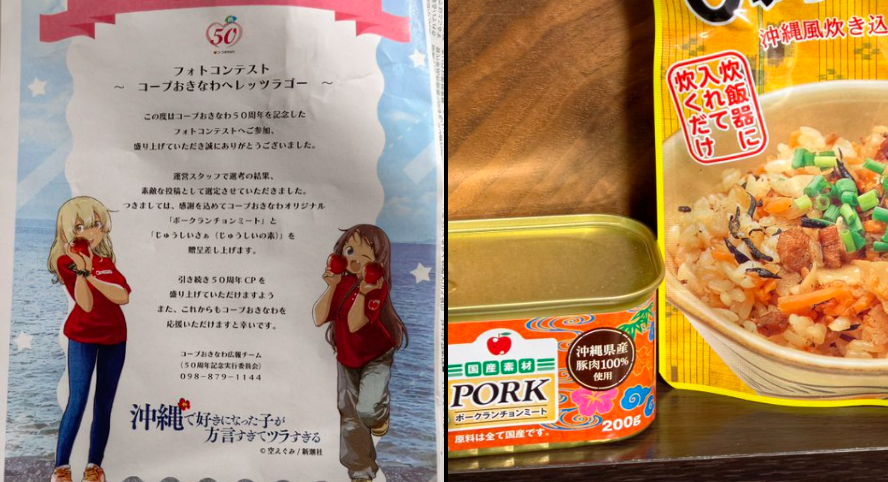 50
フォトコンテスト
～ コープおきなわへレッツラゴー ～
この度はコープおきなわ５０周年を記念した
フォトコンテストへご参加、
盛り上げていただき誠にありがとうございました。
運営スタッフで選考の結果、
素敵な投稿として選定させていただきました。
つきましては、感謝を込めてコープおきなわオリジナル
「ポークランチョンミート」と
「じゅうしいさぁ（じゅうしいの素）」を
贈呈差し上げます。
引き続き５０周年ＣＰを
盛り上げていただけますよう
また、これからもコープおきなわを
応援いただけますと幸いです。
コープおきなわ広報チーム
（５０周年記念実行委員会）
０９８－８７９－１１４４
沖縄で好きになった子が
方言すぎてツラすぎる
©空えぐみ／新潮社
沖縄風炊き込
炊飯器に
入れて
炊くだけ
国産素材
PORK
ポークランチョンミート
原料は全て国産です。
沖縄県産
豚肉100%
使用
200g